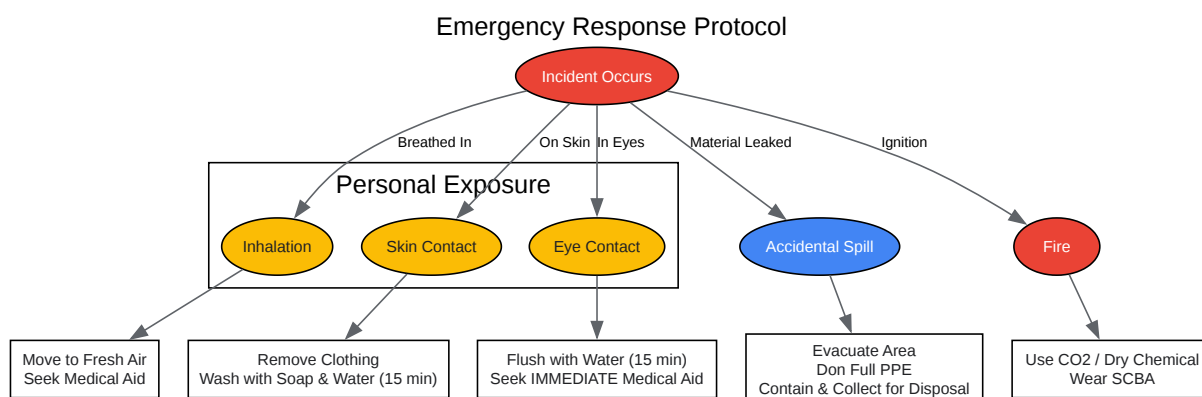 Emergency Response Protocol
Incident Occurs
Breathed In
On Skin
In Eyes
Material Leaked
Ignition
Personal Exposure
Inhalation
Skin Contact
Eye Contact
Accidental Spill
Fire
Move to Fresh Air
Seek Medical Aid
Remove Clothing
Wash with Soap & Water (15 min)
Flush with Water (15 min)
Seek IMMEDIATE Medical Aid
Evacuate Area
Don Full PPE
Contain & Collect for Disposal
Use CO2 / Dry Chemical
Wear SCBA